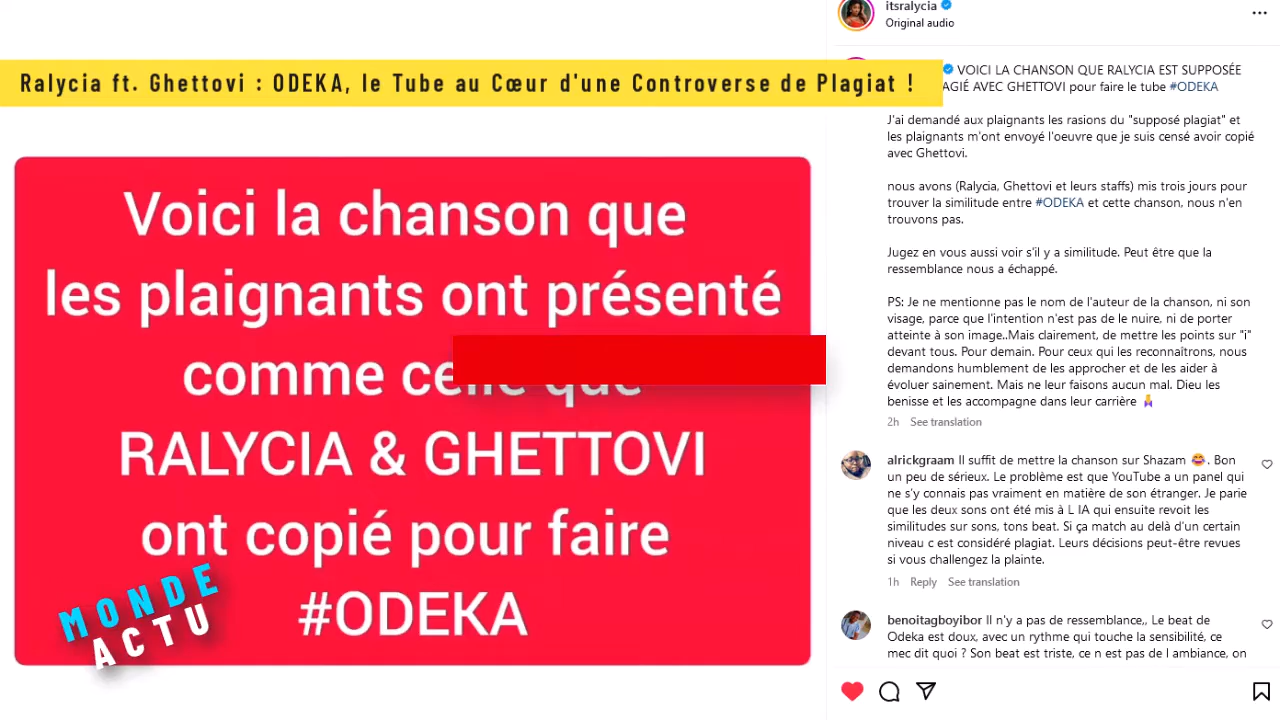 itsralycia
Original audio
Ralycia ft. Ghettovi : ODEKA, le Tube au Cœur d'une Controverse de Plagiat !
VOICI LA CHANSON QUE RALYCIA EST SUPPOSÉE
AGIÉ AVEC GHETTOVI pour faire le tube #ODEKA
J'ai demandé aux plaignants les rasions du "supposé plagiat" et
les plaignants m'ont envoyé l'oeuvre que je suis censé avoir copié
avec Ghettovi.
nous avons (Ralycia, Ghettovi et leurs staffs) mis trois jours pour
trouver la similitude entre #ODEKA et cette chanson, nous n'en
trouvons pas.
Jugez en vous aussi voir s'il y a similitude. Peut être que la
ressemblance nous a échappé.
PS: Je ne mentionne pas le nom de l'auteur de la chanson, ni son
visage, parce que l'intention n'est pas de le nuire, ni de porter
atteinte à son image..Mais clairement, de mettre les points sur "i"
devant tous. Pour demain. Pour ceux qui les reconnaîtrons, nous
demandons humblement de les approcher et de les aider à
évoluer sainement. Mais ne leur faisons aucun mal. Dieu les
benisse et les accompagne dans leur carrière
2h See translation
alrickgraam Il suffit de mettre la chanson sur Shazam 😂. Bon
un peu de sérieux. Le problème est que YouTube a un panel qui
ne s'y connais pas vraiment en matière de son étranger. Je parie
que les deux sons ont été mis à L IA qui ensuite revoit les
similitudes sur sons, tons beat. Si ça match au delà d'un certain
niveau c est considéré plagiat. Leurs décisions peut-être revues
si vous challengez la plainte.
1h Reply See translation
benoitagboyibor Il n'y a pas de ressemblance,, Le beat de
Odeka est doux, avec un rythme qui touche la sensibilité, ce
mec dit quoi ? Son beat est triste, ce n est pas de l ambiance, on
Voici la chanson que
les plaignants ont présenté
comme celle que
RALYCIA & GHETTOVI
ont copié pour faire
#ODEKA
MONDE
ACTU